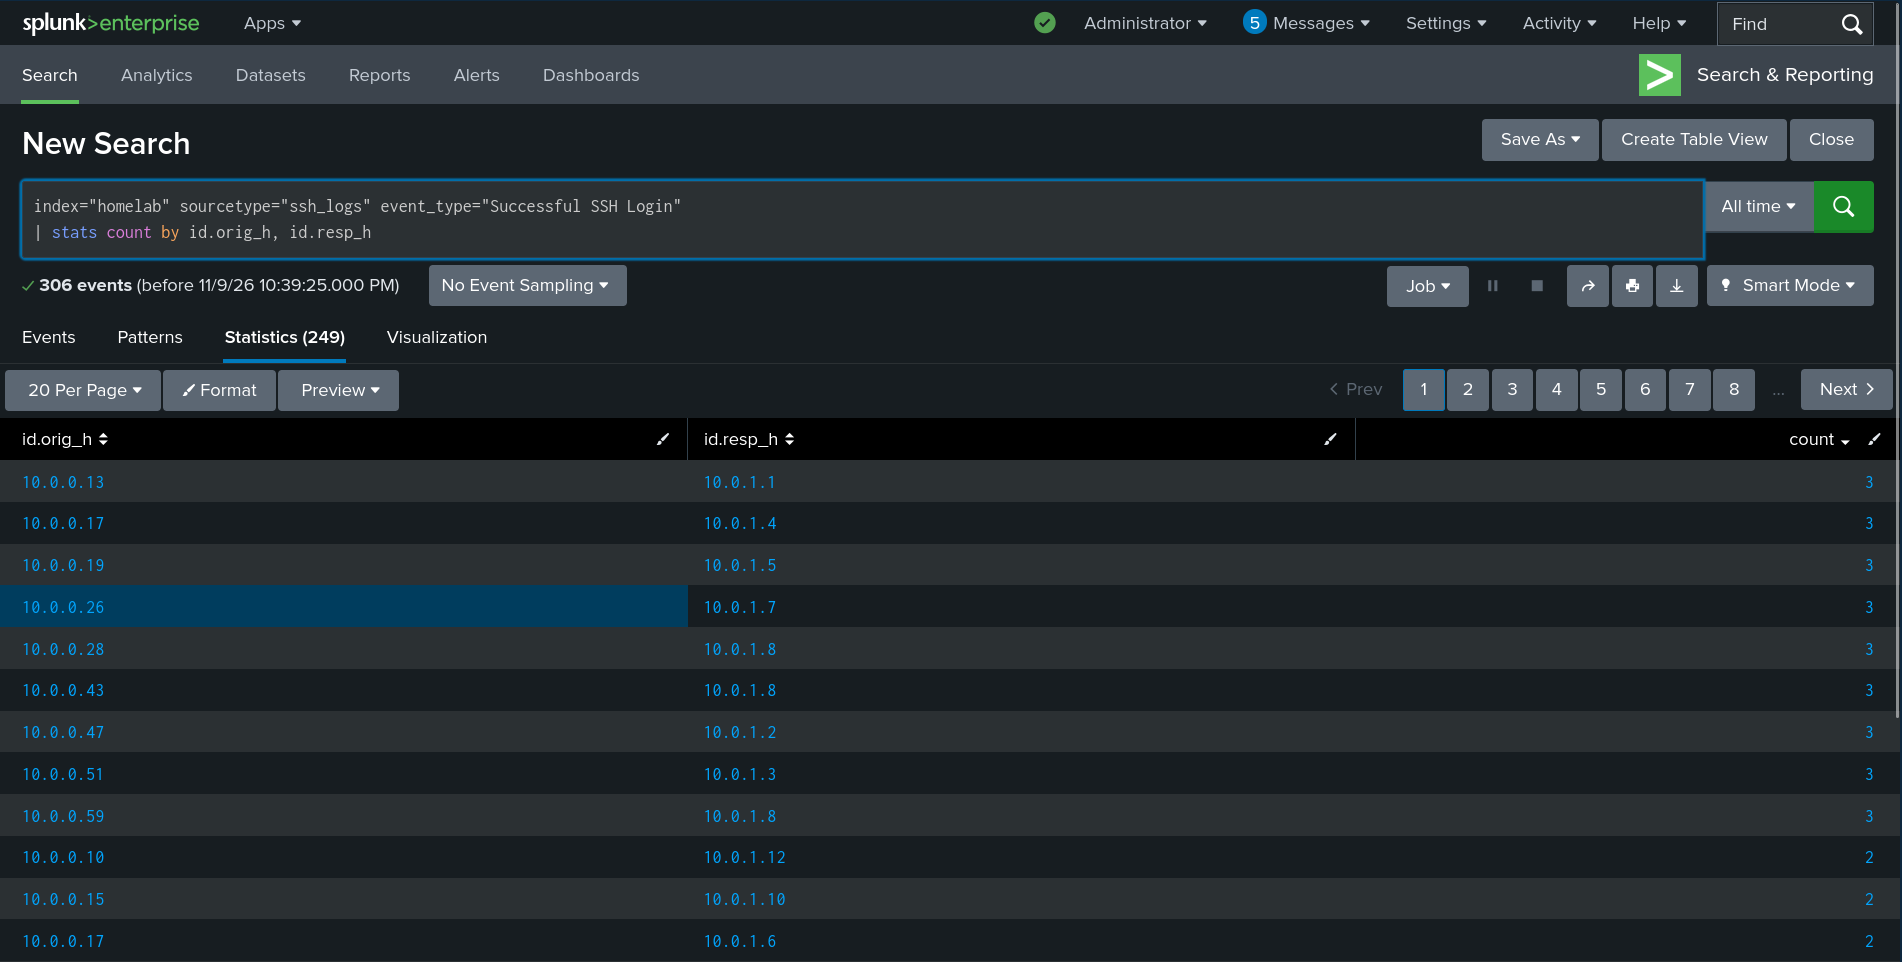 splunk>enterprise Apps Administrator 5 Messages Settings Activity Help Find
Search Analytics Datasets Reports Alerts Dashboards > Search & Reporting
New Search Save As Create Table View Close
index="homelab" sourcetype="ssh_logs" event_type="Successful SSH Login"
| stats count by id.orig_h, id.resp_h
All time
306 events (before 11/9/26 10:39:25.000 PM) No Event Sampling Job Smart Mode
Events Patterns Statistics (249) Visualization
20 Per Page Format Preview < Prev 1 2 3 4 5 6 7 8 ... Next >
id.orig_h id.resp_h count
10.0.0.13 10.0.1.1 3
10.0.0.17 10.0.1.4 3
10.0.0.19 10.0.1.5 3
10.0.0.26 10.0.1.7 3
10.0.0.28 10.0.1.8 3
10.0.0.43 10.0.1.8 3
10.0.0.47 10.0.1.2 3
10.0.0.51 10.0.1.3 3
10.0.0.59 10.0.1.8 3
10.0.0.10 10.0.1.12 2
10.0.0.15 10.0.1.10 2
10.0.0.17 10.0.1.6 2